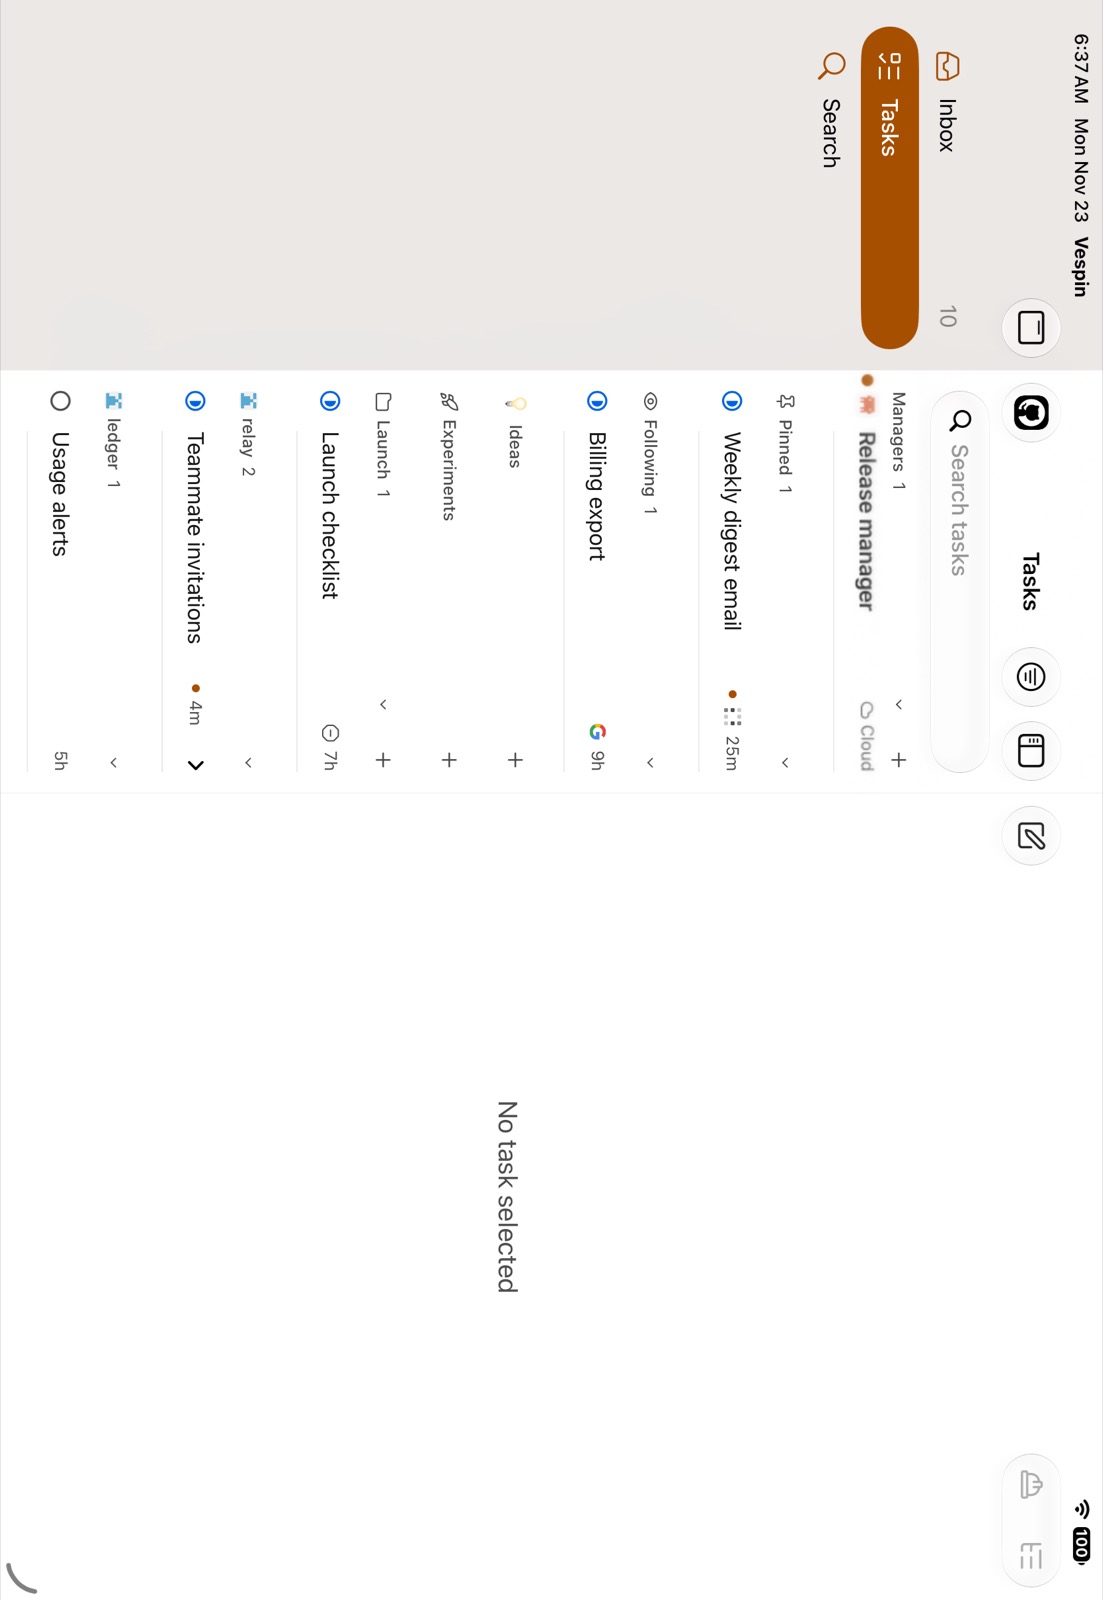 6:37 AM Mon Nov 23 Vespin
100
Inbox 10
Tasks
Search
Tasks
Search tasks
Managers 1
Release manager Cloud
Pinned 1
Weekly digest email 25m
Following 1
Billing export 9h
Ideas
Experiments
Launch 1
Launch checklist 7h
relay 2
Teammate invitations 4m
ledger 1
Usage alerts 5h
No task selected